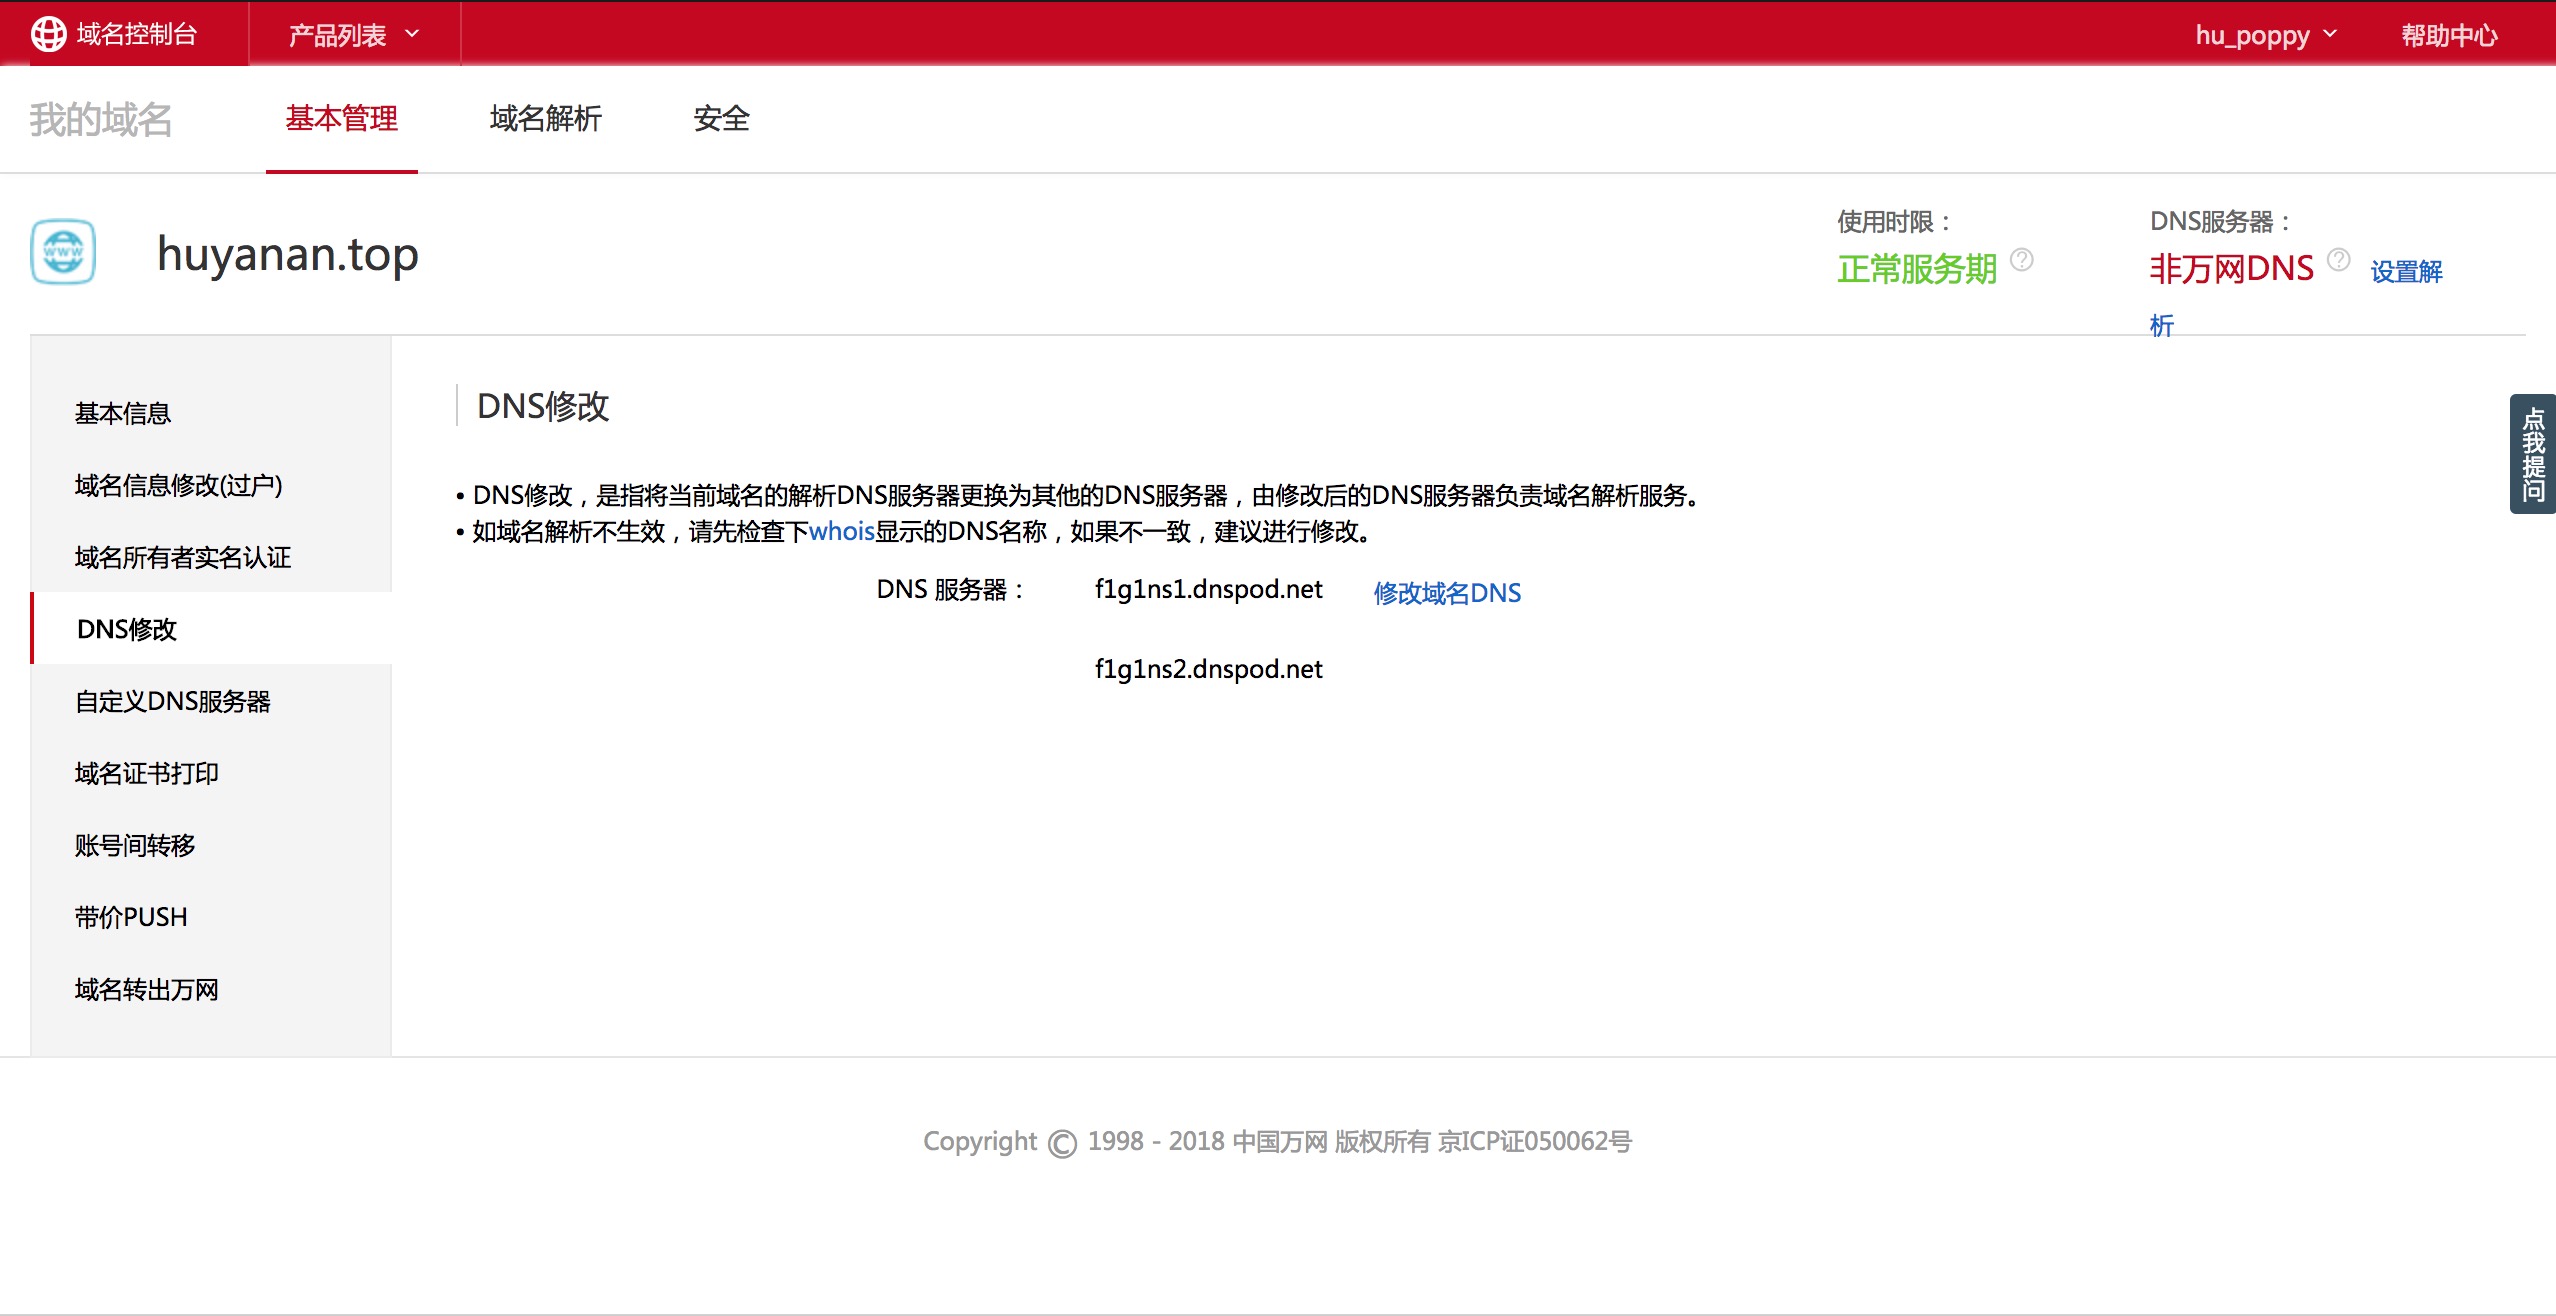 域名控制台 产品列表 hu_poppy 帮助中心
我的域名 基本管理 域名解析 安全
huyanan.top
使用时限：
正常服务期 ?
DNS服务器：
非万网DNS ? 设置解
析
基本信息
域名信息修改(过户)
域名所有者实名认证
DNS修改
自定义DNS服务器
域名证书打印
账号间转移
带价PUSH
域名转出万网
DNS修改
• DNS修改，是指将当前域名的解析DNS服务器更换为其他的DNS服务器，由修改后的DNS服务器负责域名解析服务。
• 如域名解析不生效，请先检查下whois显示的DNS名称，如果不一致，建议进行修改。
DNS 服务器： f1g1ns1.dnspod.net 修改域名DNS
f1g1ns2.dnspod.net
点我提问
Copyright © 1998 - 2018 中国万网 版权所有 京ICP证050062号
www